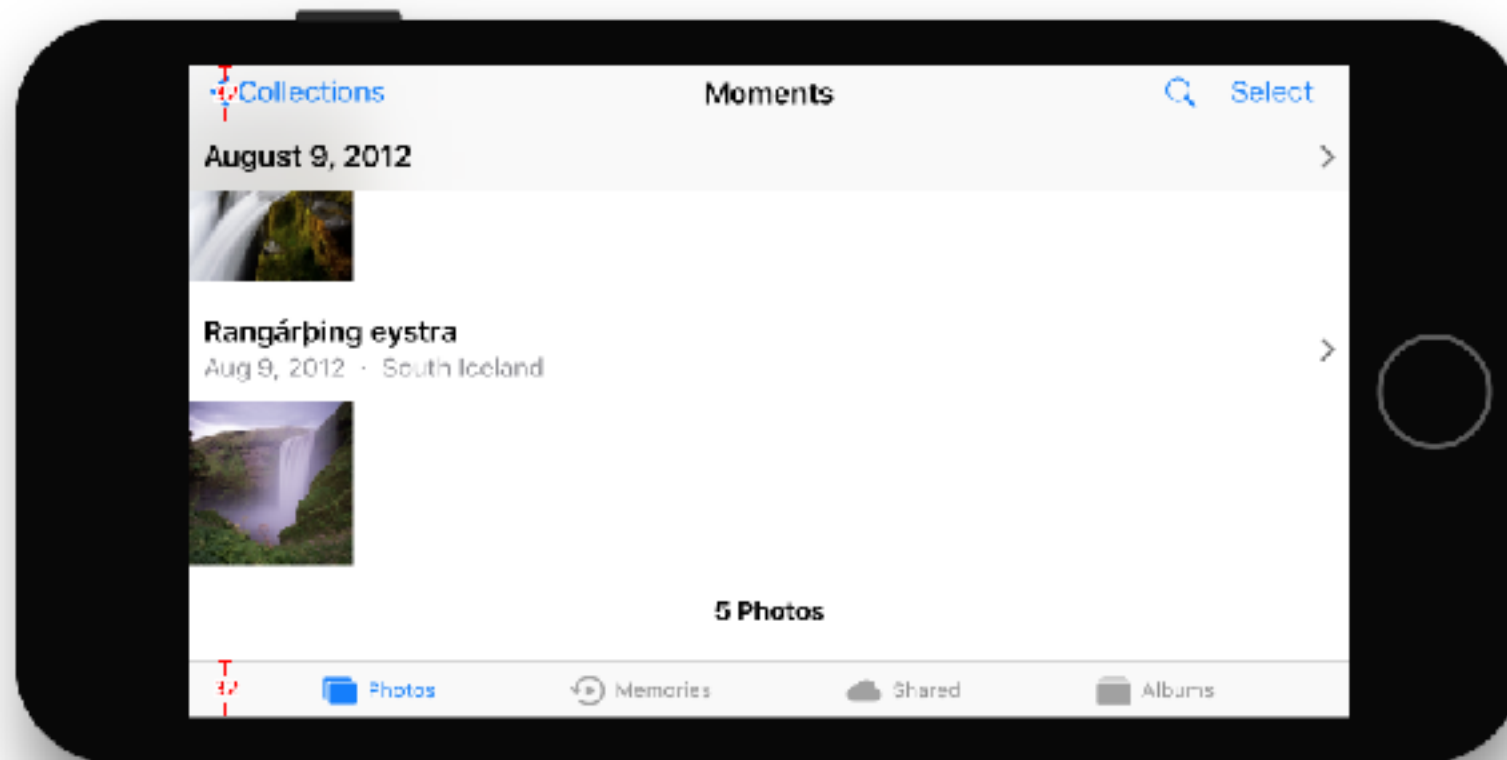 Collections
Moments
Select
August 9, 2012
Rangárþing eystra
Aug 9, 2012 · South Iceland
5 Photos
Photos
Memories
Shared
Albums